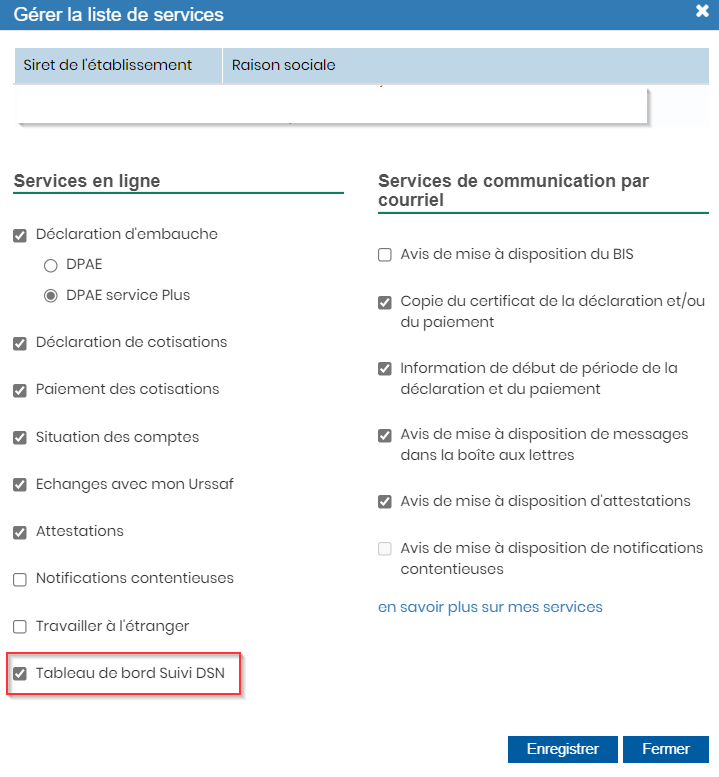 Gérer la liste de services
Siret de l'établissement
Raison sociale
Services en ligne
Déclaration d'embauche
DPAE
DPAE service Plus
Déclaration de cotisations
Paiement des cotisations
Situation des comptes
Echanges avec mon Urssaf
Attestations
Notifications contentieuses
Travailler à l'étranger
Tableau de bord Suivi DSN
Services de communication par
courriel
Avis de mise à disposition du BIS
Copie du certificat de la déclaration et/ou
du paiement
Information de début de période de la
déclaration et du paiement
Avis de mise à disposition de messages
dans la boîte aux lettres
Avis de mise à disposition d'attestations
Avis de mise à disposition de notifications
contentieuses
en savoir plus sur mes services
Enregistrer
Fermer